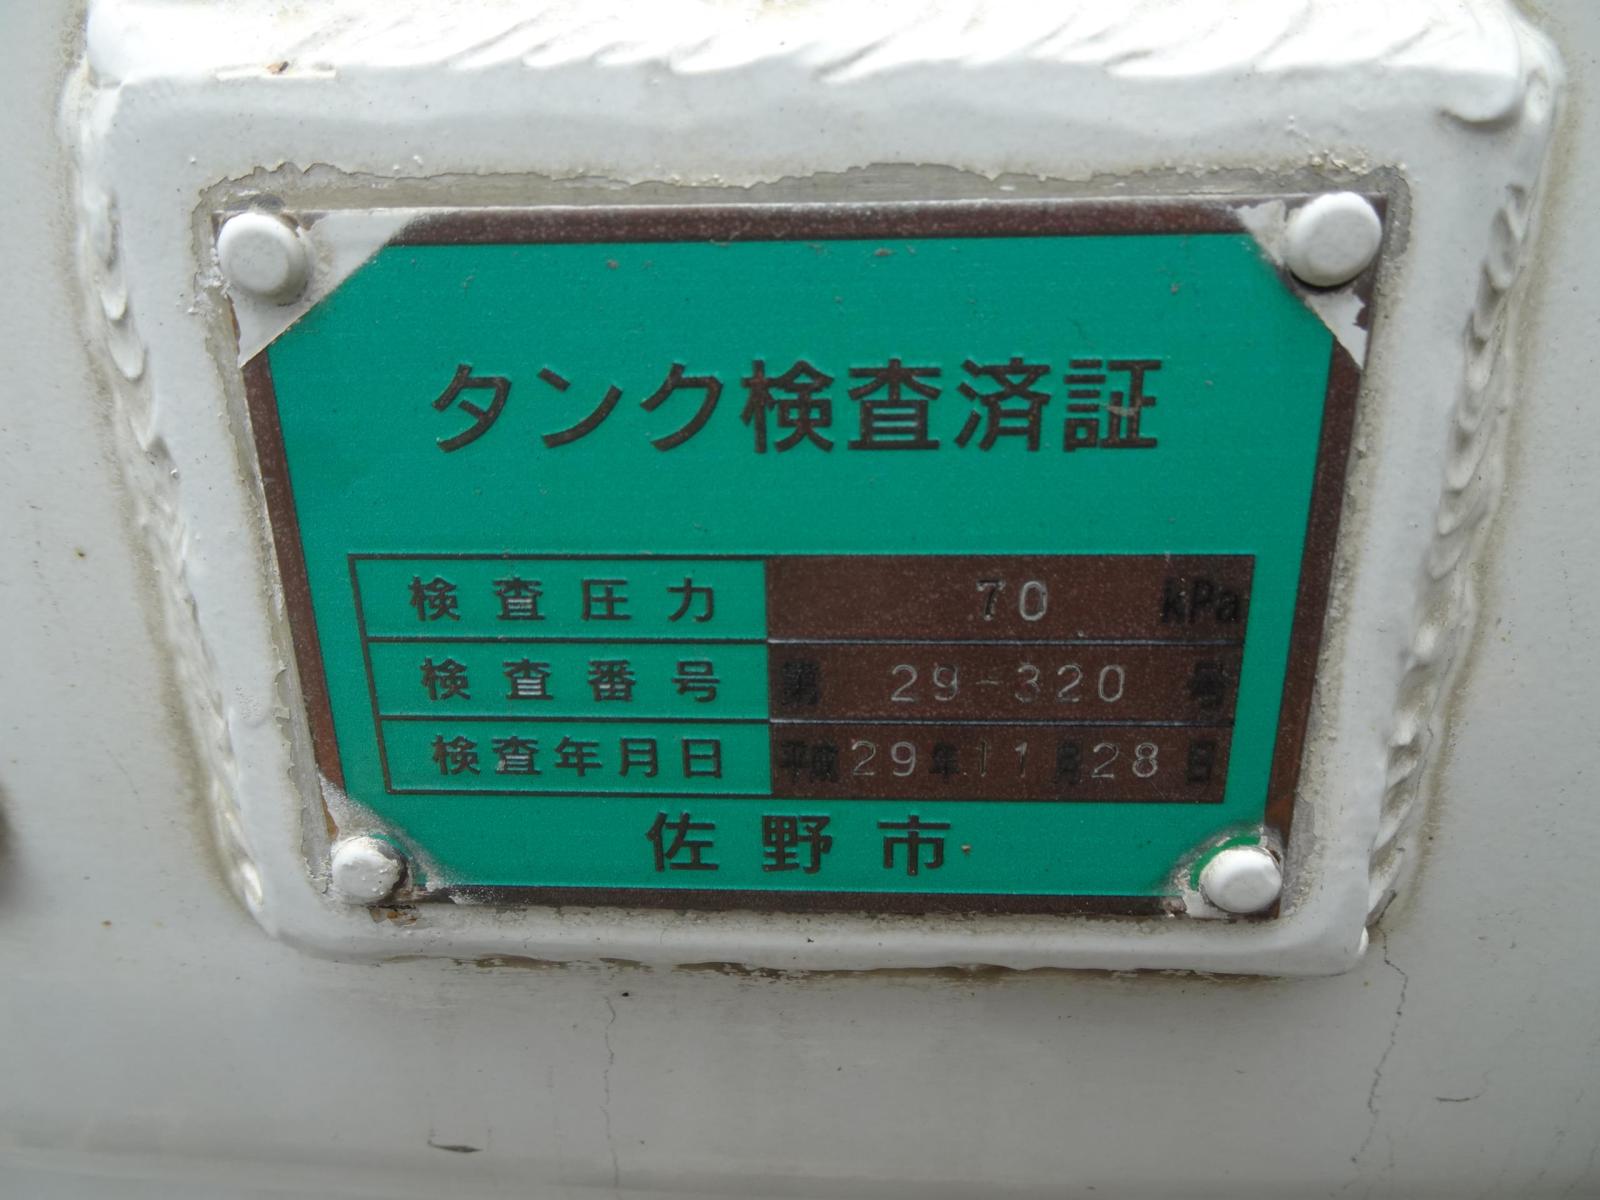 タンク検査済証
検査圧力 70 kPa
検査番号 第 29-320 号
検査年月日 平成29年11月28日
佐野市